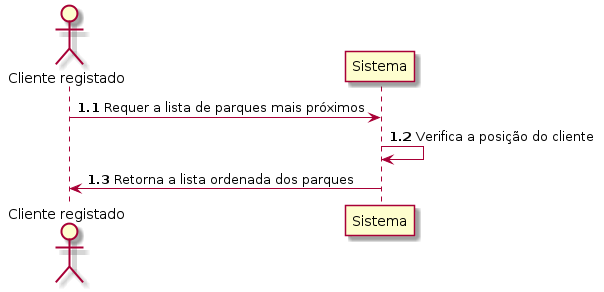 Cliente registado
Sistema
1.1 Requer a lista de parques mais próximos
1.2 Verifica a posição do cliente
1.3 Retorna a lista ordenada dos parques
Cliente registado
Sistema